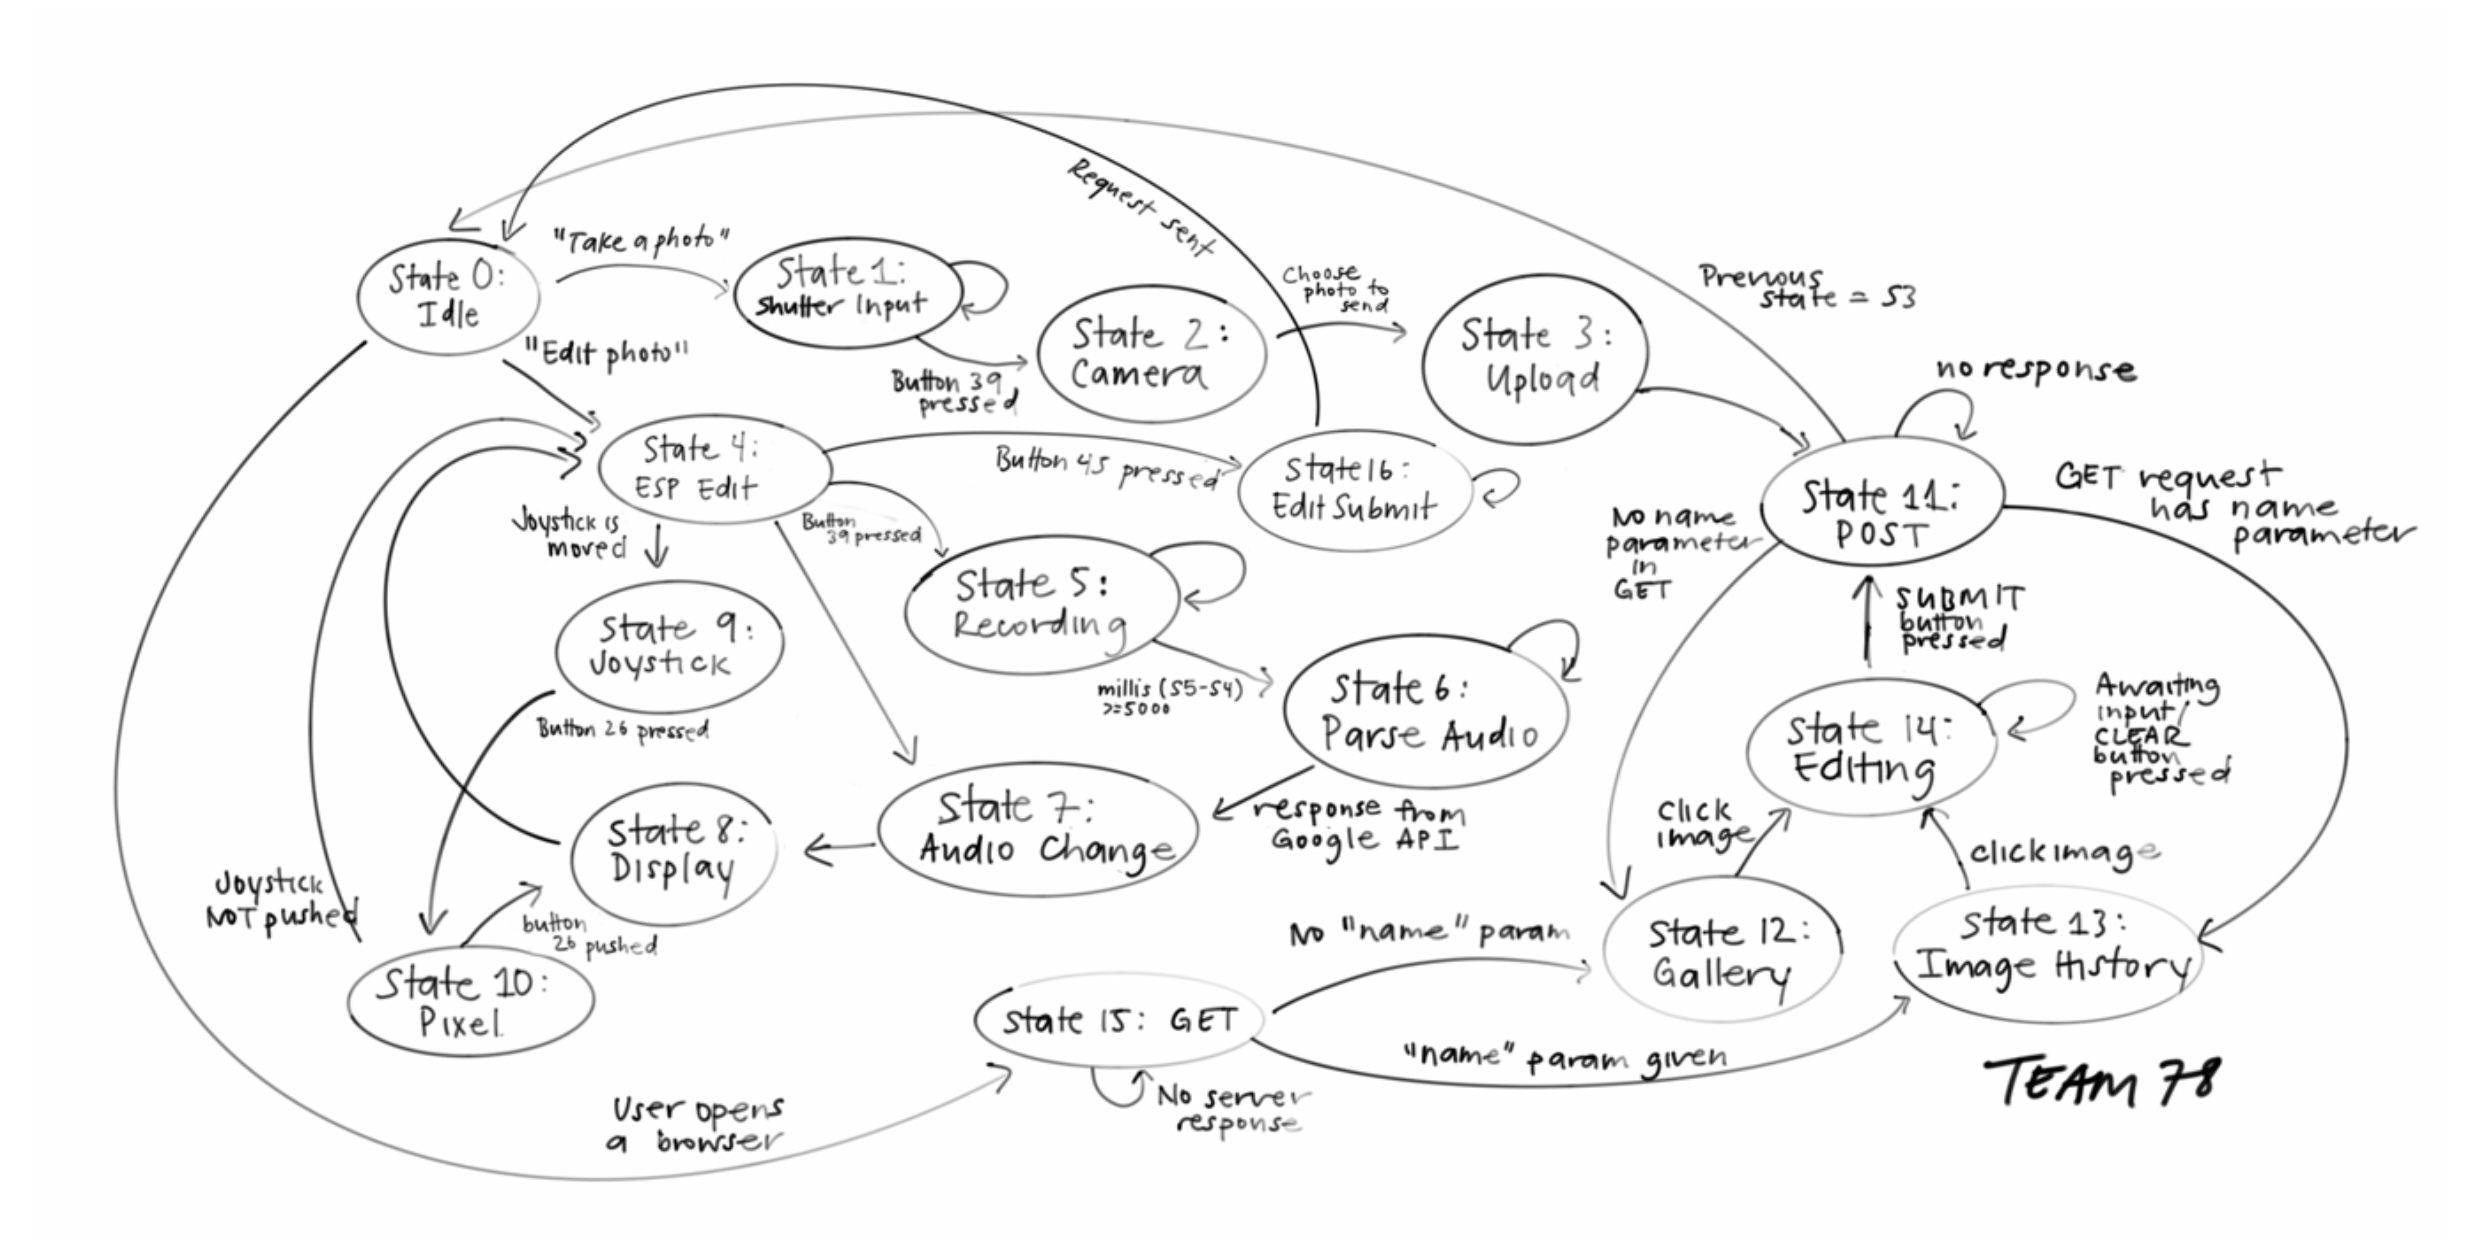 Request sent
"Take a photo"
State 0:
Idle
State 1:
Shutter Input
Choose
photo to
send
Previous
state = S3
"Edit photo"
Button 39
pressed
State 2:
Camera
State 3:
Upload
no response
State 4:
ESP Edit
Button 45 pressed
State 16:
Edit Submit
State 11:
POST
GET request
has name
parameter
Joystick is
moved
Button
39 pressed
No name
parameter
in
GET
State 5:
Recording
SUBMIT
button
pressed
State 9:
Joystick
millis (S5-S4)
>=5000
State 6:
Parse Audio
Button 26 pressed
State 14:
Editing
Awaiting
input/
CLEAR
button
pressed
State 8:
Display
State 7:
Audio Change
response from
Google API
click
image
click image
Joystick
NOT pushed
button
26 pushed
State 10:
Pixel
No "name" param
State 12:
Gallery
State 13:
Image History
State 15: GET
"name" param given
No server
response
User opens
a browser
TEAM 78